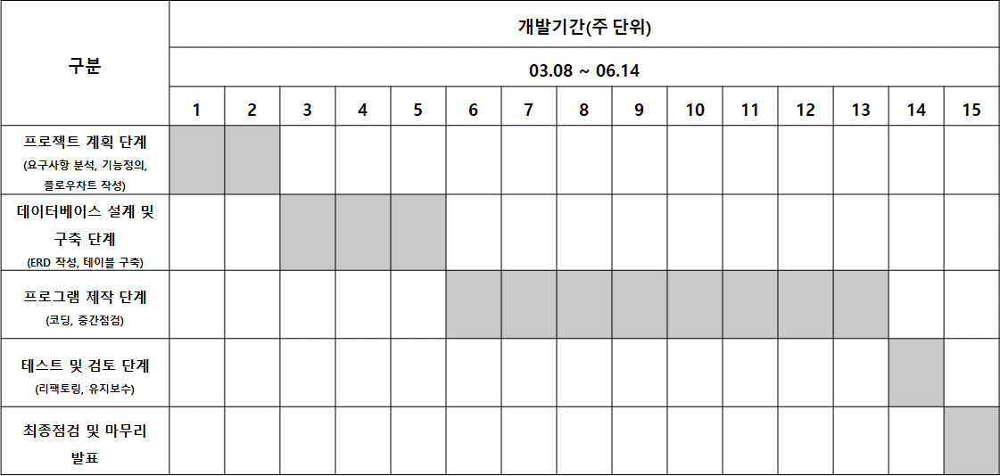 구분
개발기간(주 단위)
03.08 ~ 06.14
1 2 3 4 5 6 7 8 9 10 11 12 13 14 15
프로젝트 계획 단계
(요구사항 분석, 기능정의,
플로우차트 작성)
데이터베이스 설계 및
구축 단계
(ERD 작성, 테이블 구축)
프로그램 제작 단계
(코딩, 중간점검)
테스트 및 검토 단계
(리팩토링, 유지보수)
최종점검 및 마무리
발표